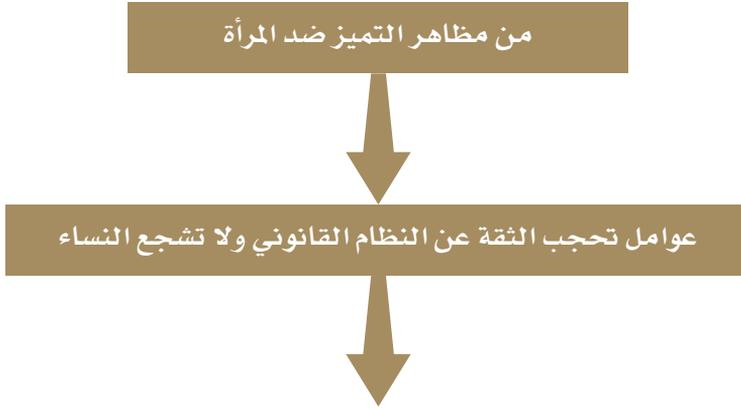 من مظاهر التميز ضد المرأة
عوامل تحجب الثقة عن النظام القانوني ولا تشجع النساء